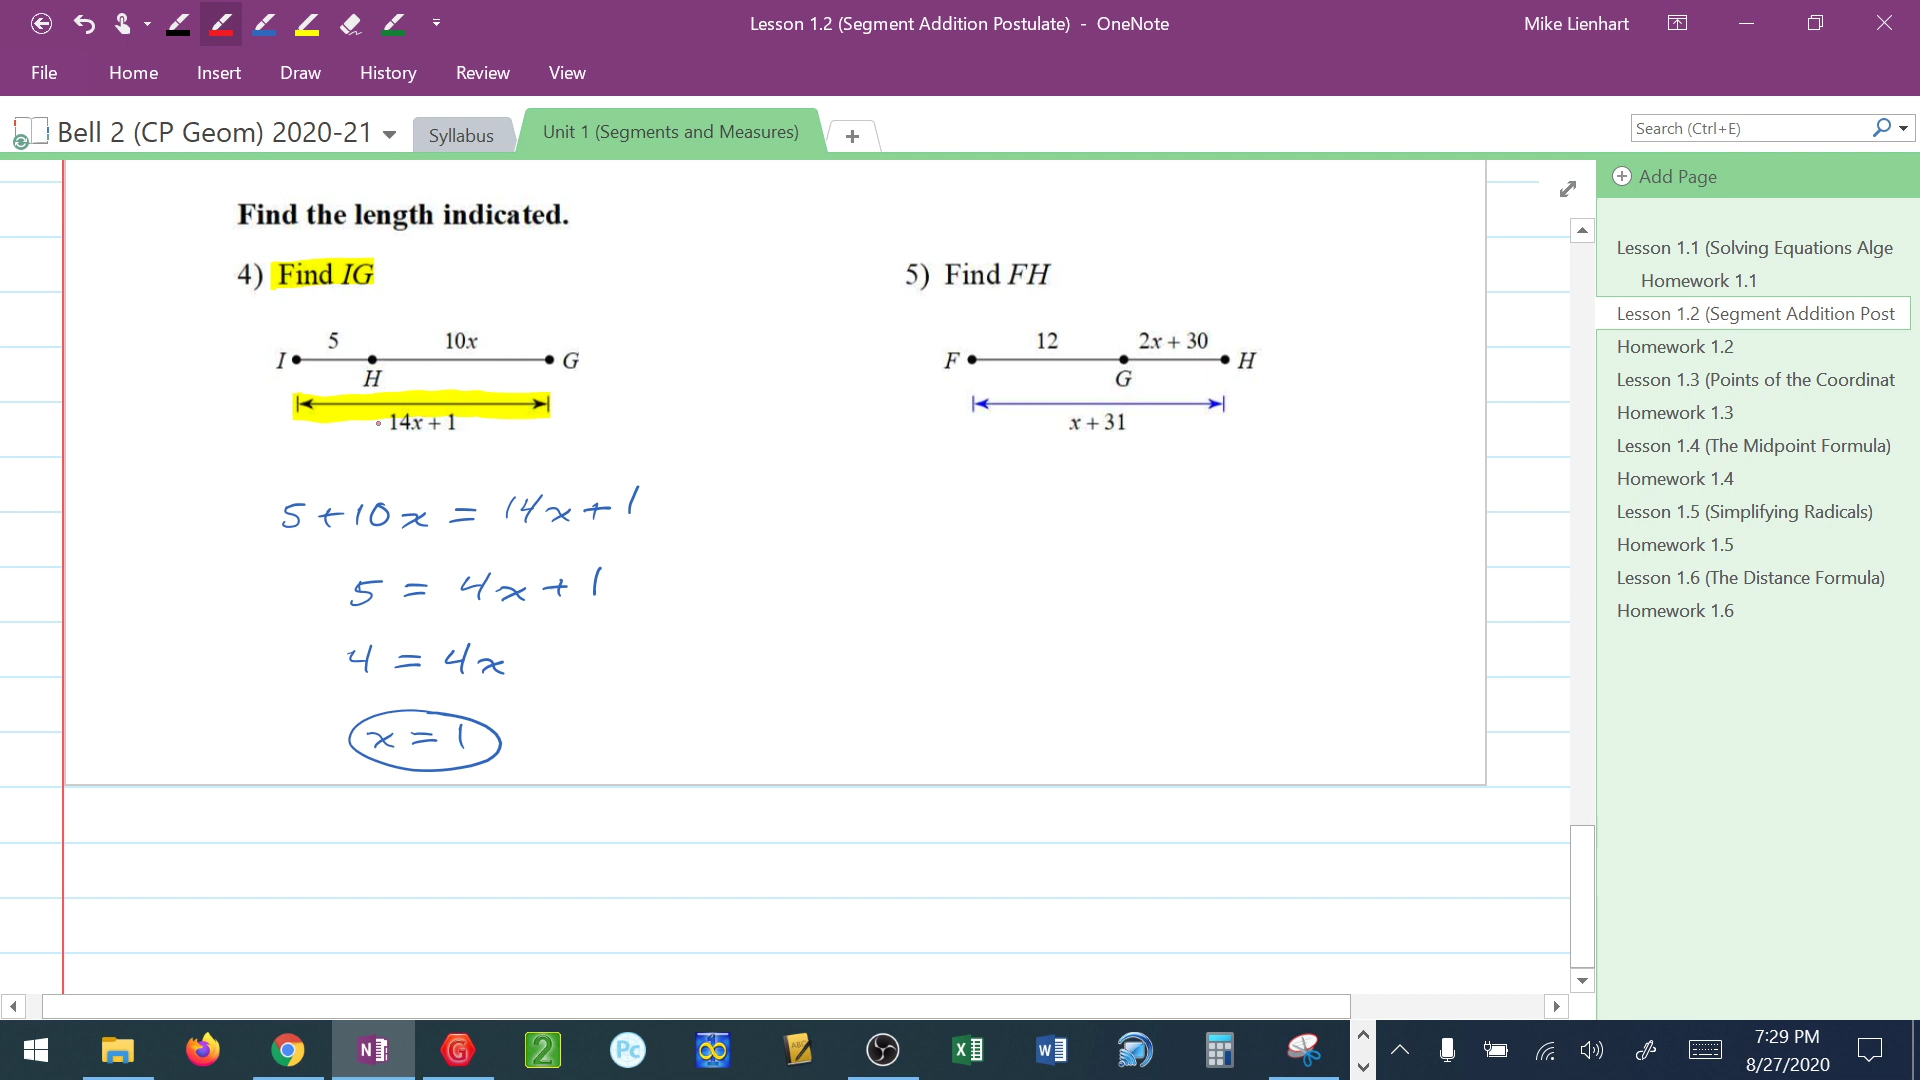 Lesson 1.2 (Segment Addition Postulate) - OneNote
Mike Lienhart
File Home Insert Draw History Review View
Bell 2 (CP Geom) 2020-21
Syllabus
Unit 1 (Segments and Measures)
+
Search (Ctrl+E)
Add Page
Lesson 1.1 (Solving Equations Alge
Homework 1.1
Lesson 1.2 (Segment Addition Post
Homework 1.2
Lesson 1.3 (Points of the Coordinat
Homework 1.3
Lesson 1.4 (The Midpoint Formula)
Homework 1.4
Lesson 1.5 (Simplifying Radicals)
Homework 1.5
Lesson 1.6 (The Distance Formula)
Homework 1.6
Find the length indicated.
4) Find IG
5 10x
I G
H
14x + 1
5 + 10x = 14x + 1
5 = 4x + 1
4 = 4x
x = 1
5) Find FH
12 2x + 30
F H
G
x + 31
N
G
2
Pc
ABC
X
W
7:29 PM
8/27/2020